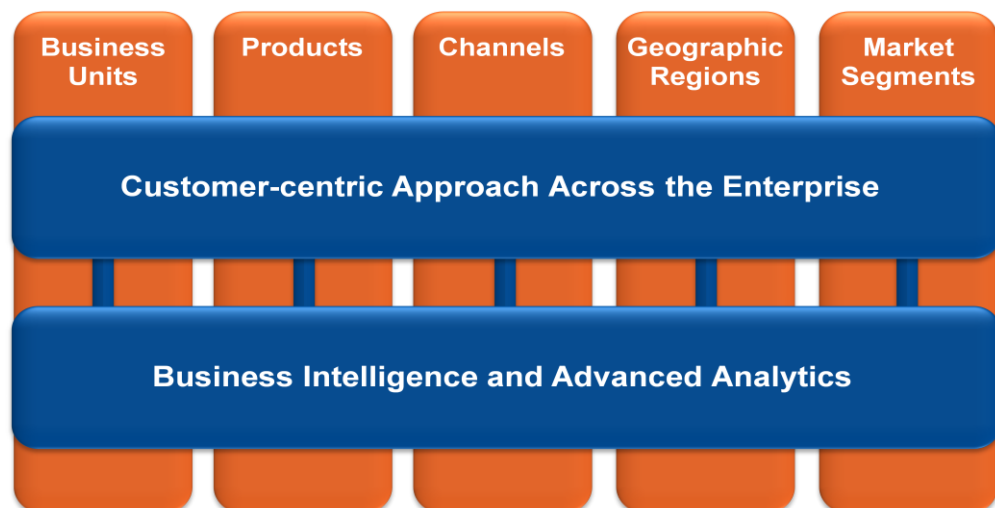 Business
Units
Products
Channels
Geographic
Regions
Market
Segments
Customer-centric Approach Across the Enterprise
Business Intelligence and Advanced Analytics